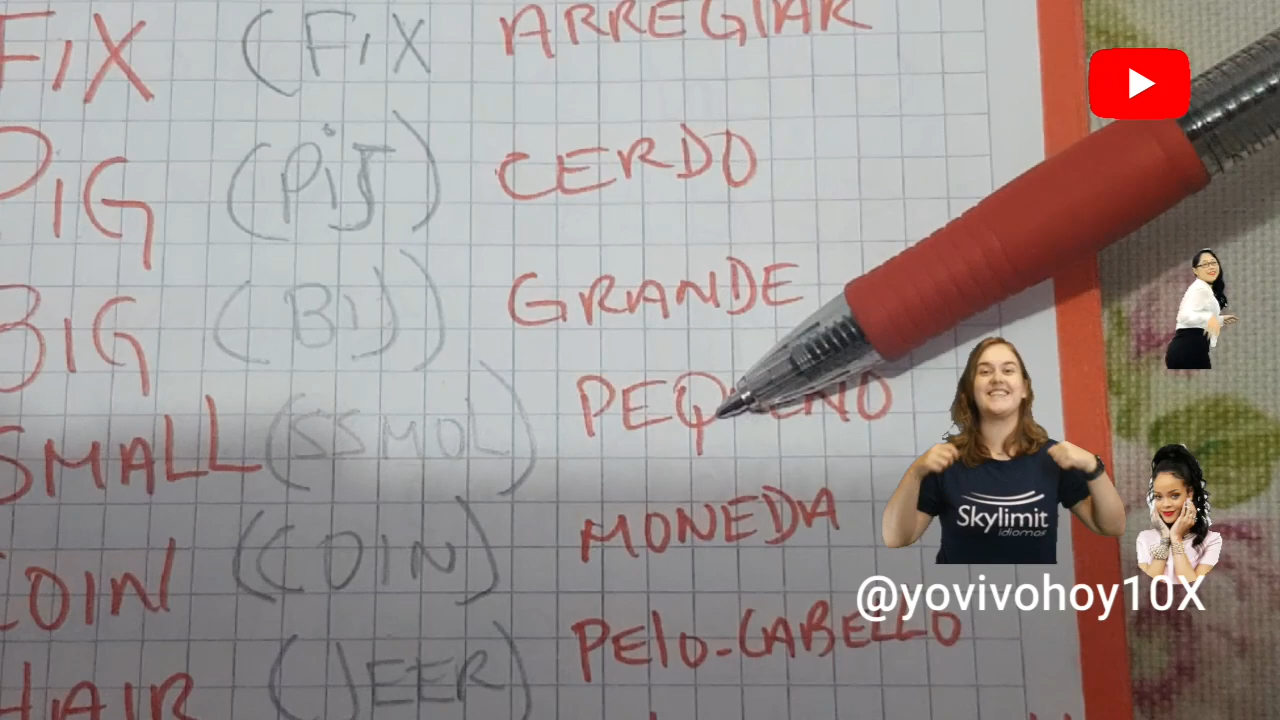 FiX (FiX ARREGIAR
PiG (PiJ) CERDO
BIG (BIJ) GRANDE
SMALL (SSMOL) PEQUEÑO
COIN (COIN) MONEDA
HAIR (JEER) PElO-CABELLO
Skylimit
idiomas
@yovivohoy10X